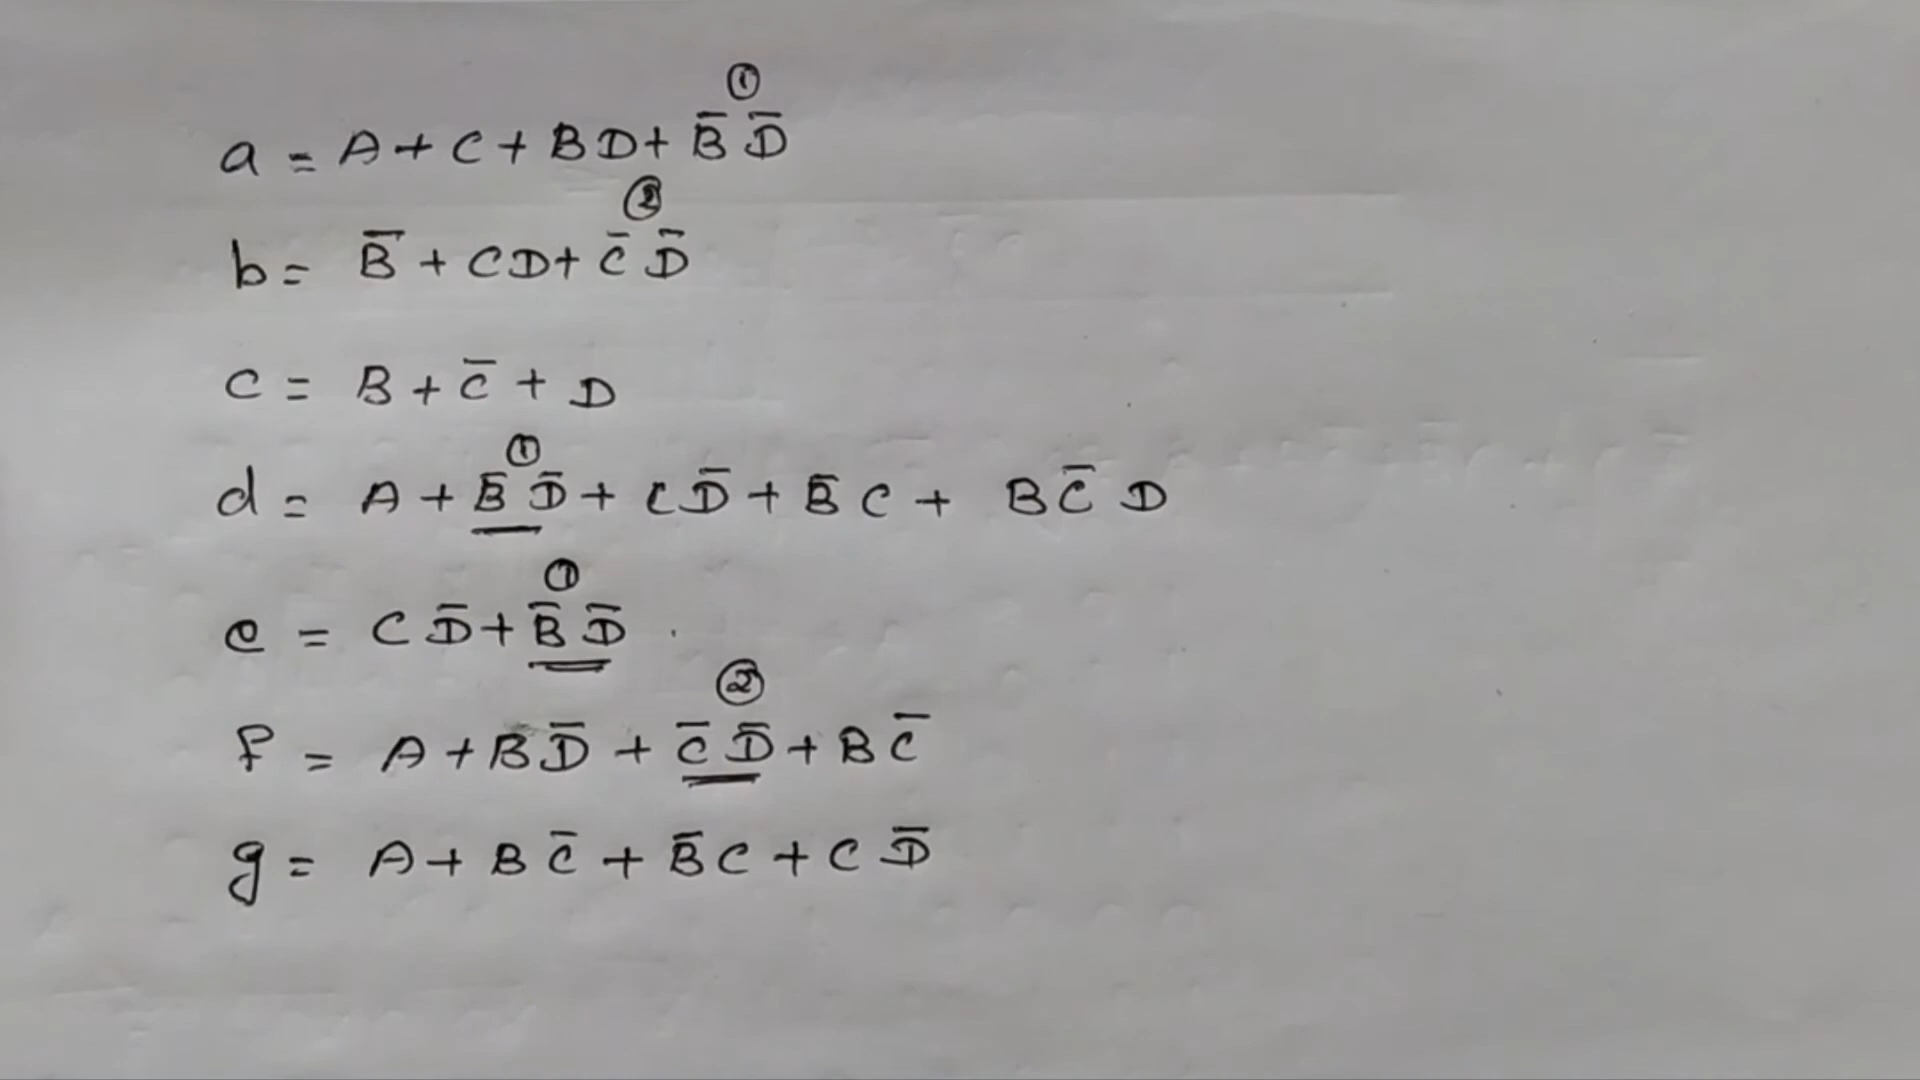 ①
a = A + C + BD + B̅ D̅
②
b = B̅ + CD + C̅ D̅
c = B + C̅ + D
①
d = A + B̅ D̅ + CD̅ + B̅ C + BC̅ D
①
e = CD̅ + B̅ D̅
②
f = A + BD̅ + C̅ D̅ + BC̅
g = A + BC̅ + B̅C + CD̅